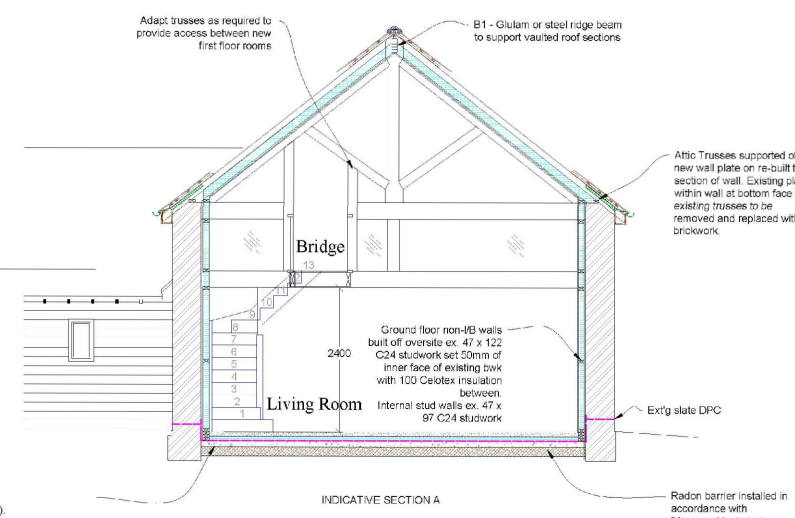 Adapt trusses as required to
provide access between new
first floor rooms
B1 - Glulam or steel ridge beam
to support vaulted roof sections
Attic Trusses supported of
new wall plate on re-built t
section of wall. Existing pla
within wall at bottom face
existing trusses to be
removed and replaced with
brickwork.
Bridge
13
12
11
10
9
8
7
6
5
4
3
2
1
2400
Ground floor non-l/B walls
built off oversite ex. 47 x 122
C24 studwork set 50mm of
inner face of existing bwk
with 100 Celotex insulation
between.
Internal stud walls ex. 47 x
97 C24 studwork
Living Room
Ext'g slate DPC
INDICATIVE SECTION A
Radon barrier installed in
accordance with
).